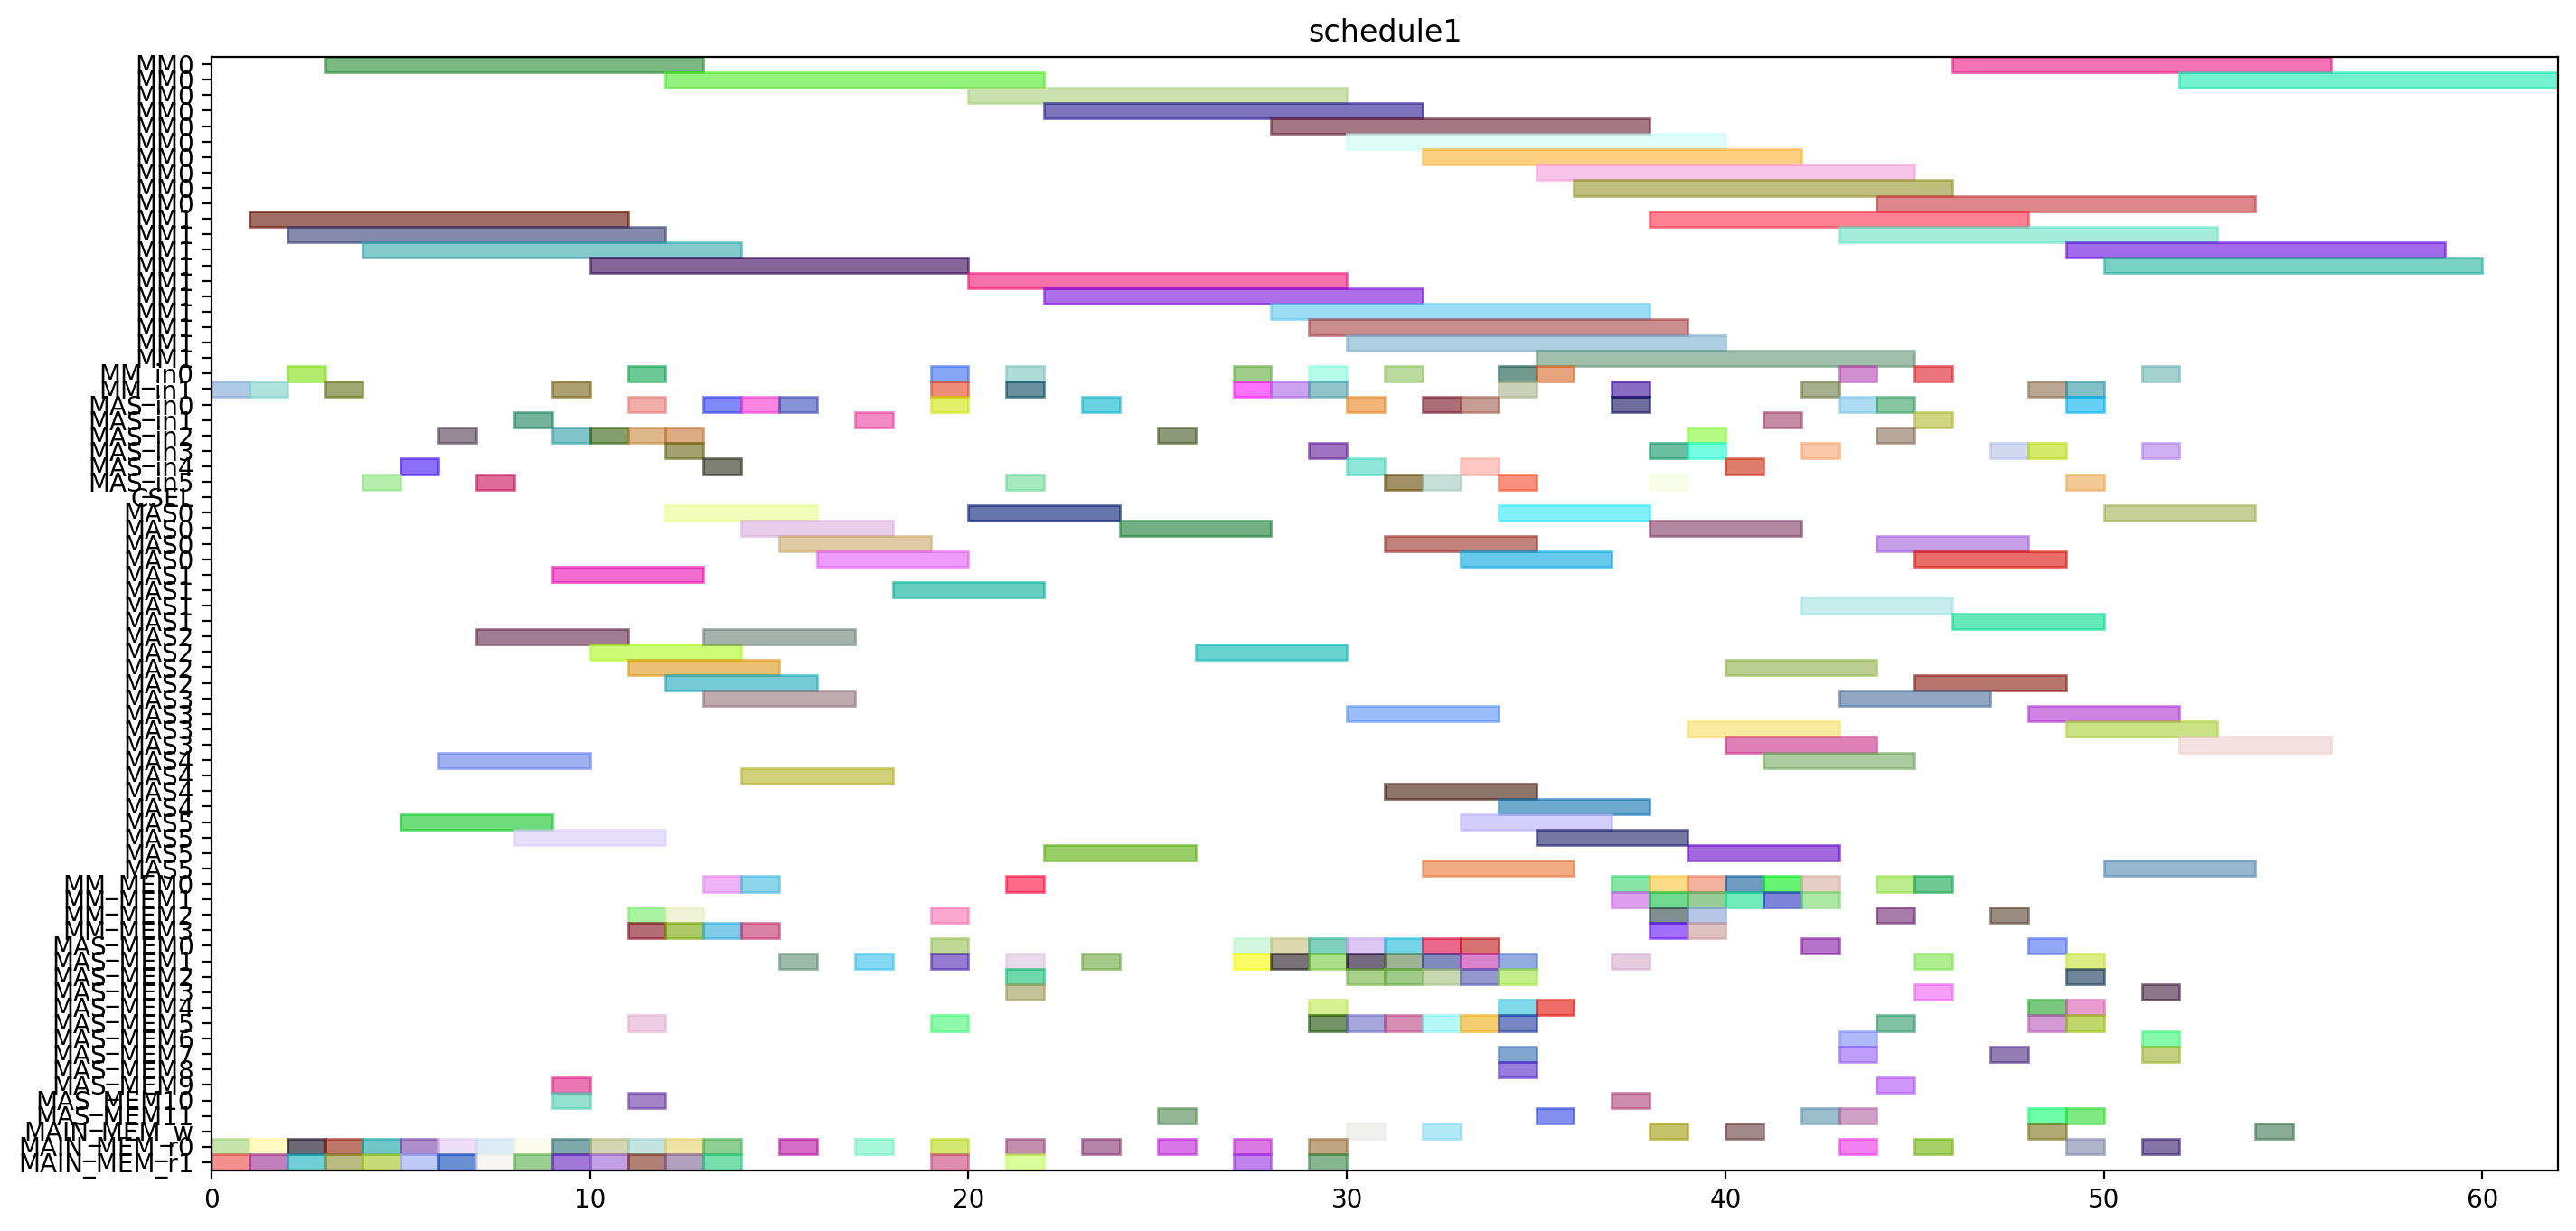 schedule1
MM0
MM0
MM0
MM0
MM0
MM0
MM0
MM0
MM0
MM0
MM1
MM1
MM1
MM1
MM1
MM1
MM1
MM1
MM1
MM1
MM_in0
MM_in1
MAS_in0
MAS_in1
MAS_in2
MAS_in3
MAS_in4
MAS_in5
CSEL
MAS0
MAS0
MAS0
MAS0
MAS1
MAS1
MAS1
MAS1
MAS2
MAS2
MAS2
MAS2
MAS3
MAS3
MAS3
MAS3
MAS4
MAS4
MAS4
MAS4
MAS5
MAS5
MAS5
MAS5
MM_MEM0
MM_MEM1
MM_MEM2
MM_MEM3
MAS_MEM0
MAS_MEM1
MAS_MEM2
MAS_MEM3
MAS_MEM4
MAS_MEM5
MAS_MEM6
MAS_MEM7
MAS_MEM8
MAS_MEM9
MAS_MEM10
MAS_MEM11
MAIN_MEM_w
MAIN_MEM_r0
MAIN_MEM_r1
0 10 20 30 40 50 60